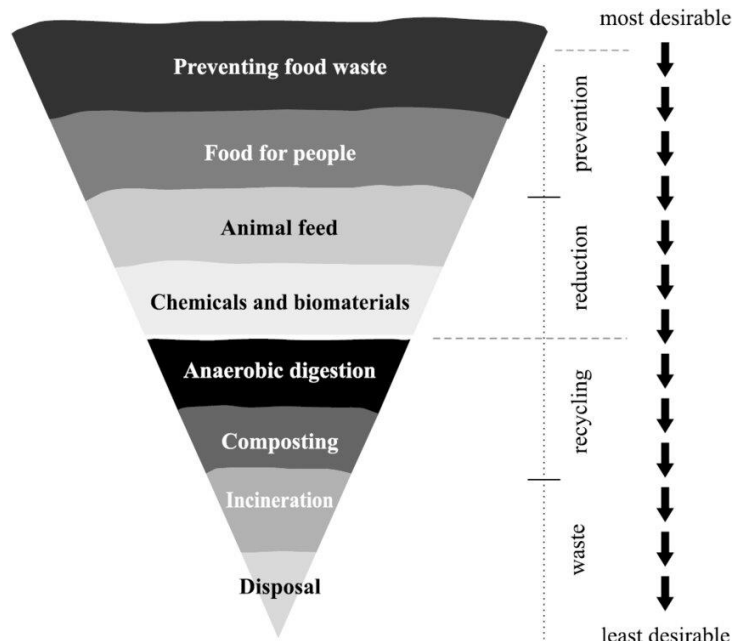 most desirable
Preventing food waste
prevention
Food for people
Animal feed
reduction
Chemicals and biomaterials
Anaerobic digestion
recycling
Composting
Incineration
waste
Disposal
least desirable